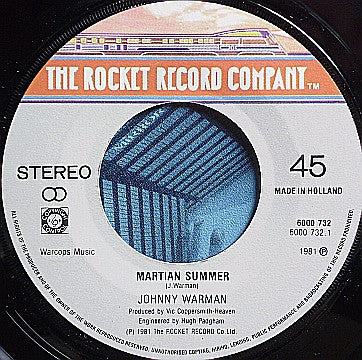 THE ROCKET RECORD COMPANY™
STEREO
45
MADE IN HOLLAND
6000 732
6000 732.1
1981 Ⓟ
Warcops Music
MARTIAN SUMMER
(J.Warman)
JOHNNY WARMAN
Produced by Vic Coppersmith-Heaven
Engineered by Hugh Padgham
(P) 1981 The ROCKET RECORD Co Ltd.
ALL RIGHTS OF THE PRODUCER AND OF THE OWNER OF THE RECORDED WORK RESERVED. UNAUTHORISED COPYING, HIRING, LENDING, PUBLIC PERFORMANCE AND BROADCASTING OF THIS RECORD PROHIBITED